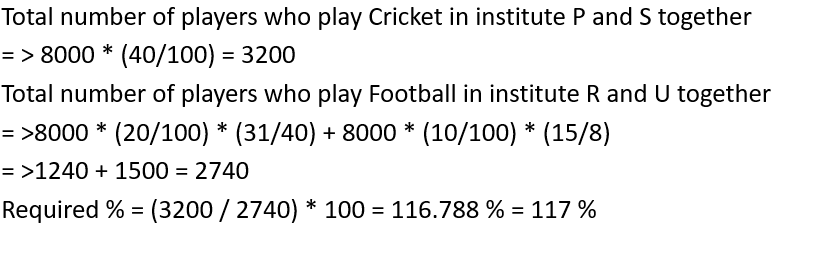 Total number of players who play Cricket in institute P and S together
= > 8000 * (40/100) = 3200
Total number of players who play Football in institute R and U together
= >8000 * (20/100) * (31/40) + 8000 * (10/100) * (15/8)
= >1240 + 1500 = 2740
Required % = (3200 / 2740) * 100 = 116.788 % = 117 %